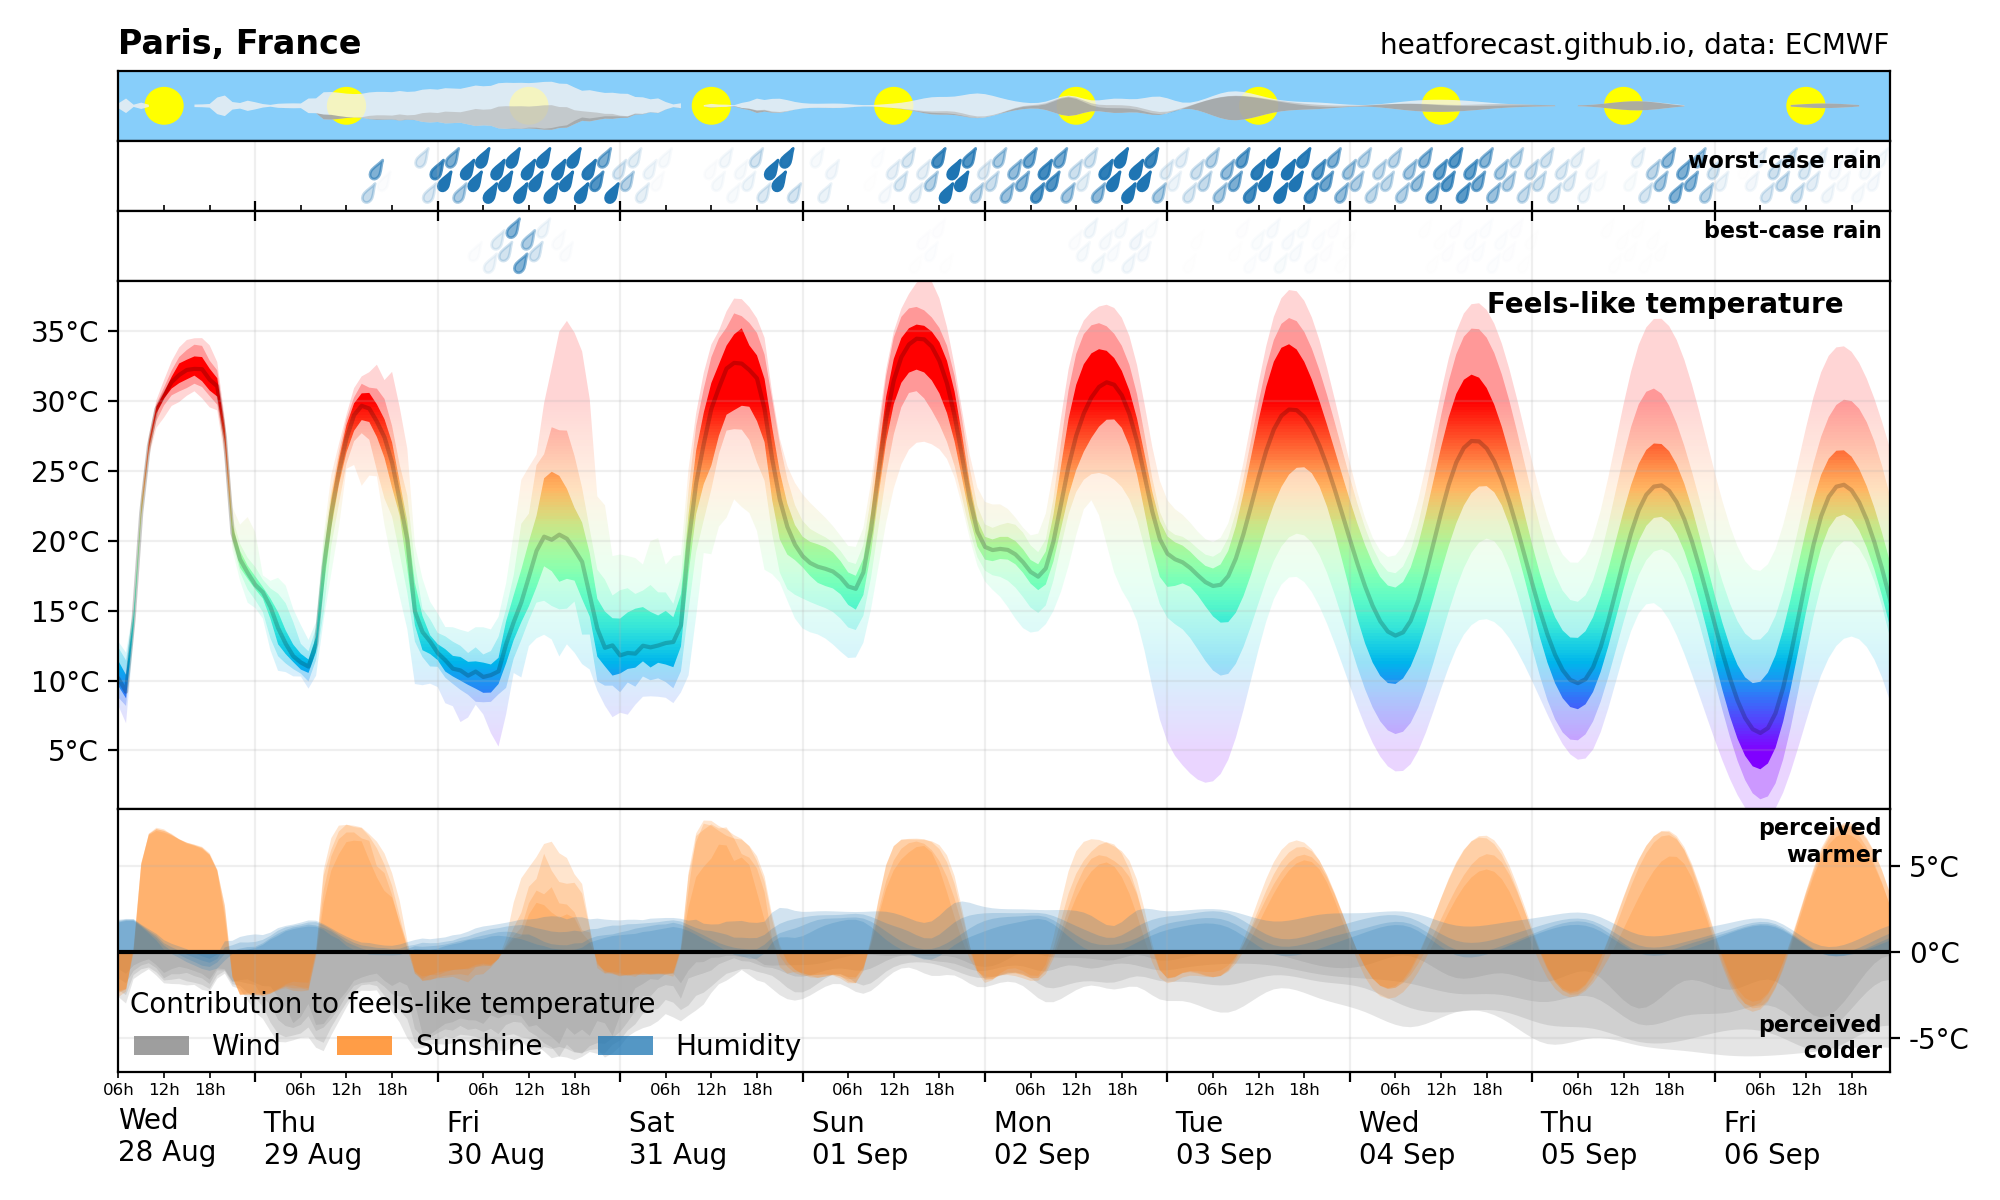 Paris, France
heatforecast.github.io, data: ECMWF
worst-case rain
best-case rain
Feels-like temperature
35°C
30°C
25°C
20°C
15°C
10°C
5°C
perceived
warmer
5°C
0°C
perceived
colder
-5°C
Contribution to feels-like temperature
Wind Sunshine Humidity
06h 12h 18h 06h 12h 18h 06h 12h 18h 06h 12h 18h 06h 12h 18h 06h 12h 18h 06h 12h 18h 06h 12h 18h 06h 12h 18h 06h 12h 18h
Wed Thu Fri Sat Sun Mon Tue Wed Thu Fri
28 Aug 29 Aug 30 Aug 31 Aug 01 Sep 02 Sep 03 Sep 04 Sep 05 Sep 06 Sep